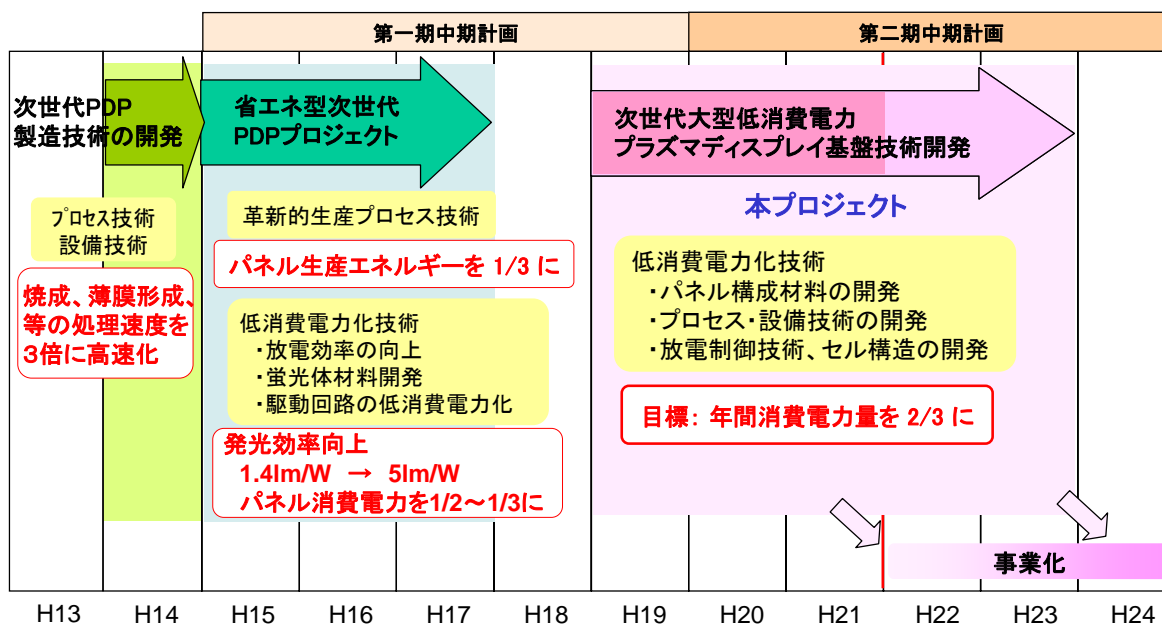 第一期中期計画
第二期中期計画
次世代PDP
製造技術の開発
省エネ型次世代
PDPプロジェクト
次世代大型低消費電力
プラズマディスプレイ基盤技術開発
本プロジェクト
プロセス技術
設備技術
焼成、薄膜形成、
等の処理速度を
3倍に高速化
革新的生産プロセス技術
パネル生産エネルギーを 1/3 に
低消費電力化技術
・放電効率の向上
・蛍光体材料開発
・駆動回路の低消費電力化
発光効率向上
1.4lm/W → 5lm/W
パネル消費電力を1/2～1/3に
低消費電力化技術
・パネル構成材料の開発
・プロセス・設備技術の開発
・放電制御技術、セル構造の開発
目標： 年間消費電力量を 2/3 に
事業化
H13 H14 H15 H16 H17 H18 H19 H20 H21 H22 H23 H24